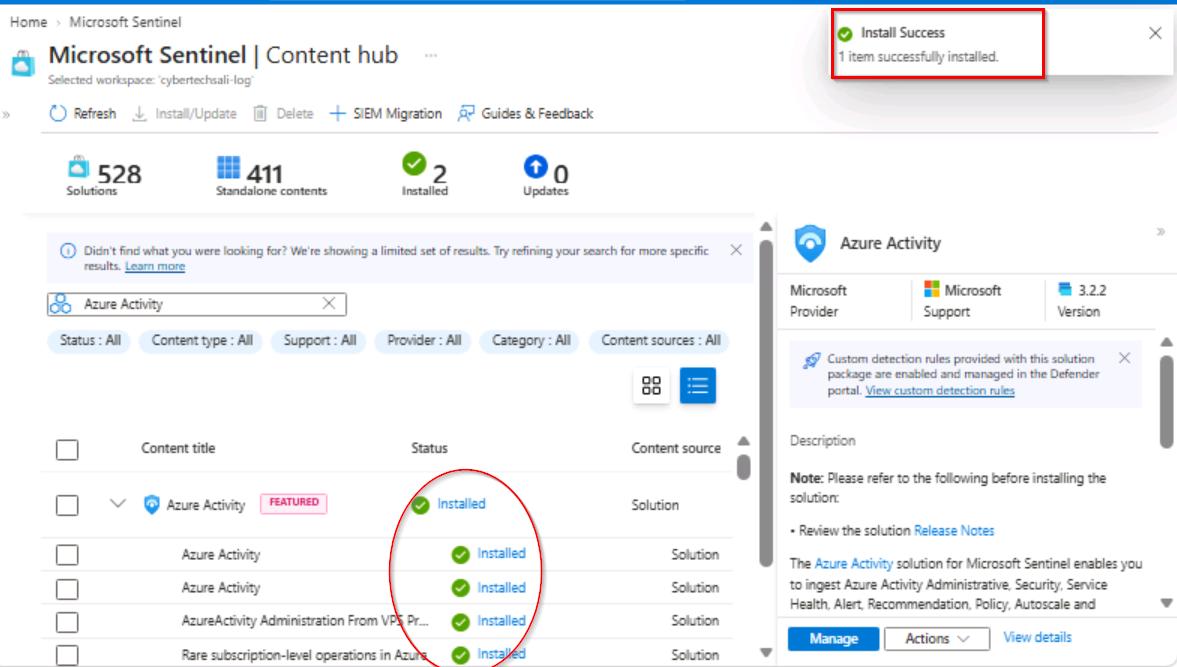 Home › Microsoft Sentinel
Microsoft Sentinel | Content hub ...
Selected workspace: 'cybertechsali-log'
Install Success
1 item successfully installed.
» Refresh Install/Update Delete SIEM Migration Guides & Feedback
528 Solutions
411 Standalone contents
2 Installed
0 Updates
Didn't find what you were looking for? We're showing a limited set of results. Try refining your search for more specific
results. Learn more
Azure Activity
Status : All Content type : All Support : All Provider : All Category : All Content sources : All
Content title Status Content source
Azure Activity FEATURED Installed Solution
Azure Activity Installed Solution
Azure Activity Installed Solution
AzureActivity Administration From VPS Pr... Installed Solution
Rare subscription-level operations in Azure Installed Solution
Azure Activity »
Microsoft Provider
Microsoft Support
3.2.2 Version
Custom detection rules provided with this solution
package are enabled and managed in the Defender
portal. View custom detection rules
Description
Note: Please refer to the following before installing the
solution:
• Review the solution Release Notes
The Azure Activity solution for Microsoft Sentinel enables you
to ingest Azure Activity Administrative, Security, Service
Health, Alert, Recommendation, Policy, Autoscale and
Manage Actions View details